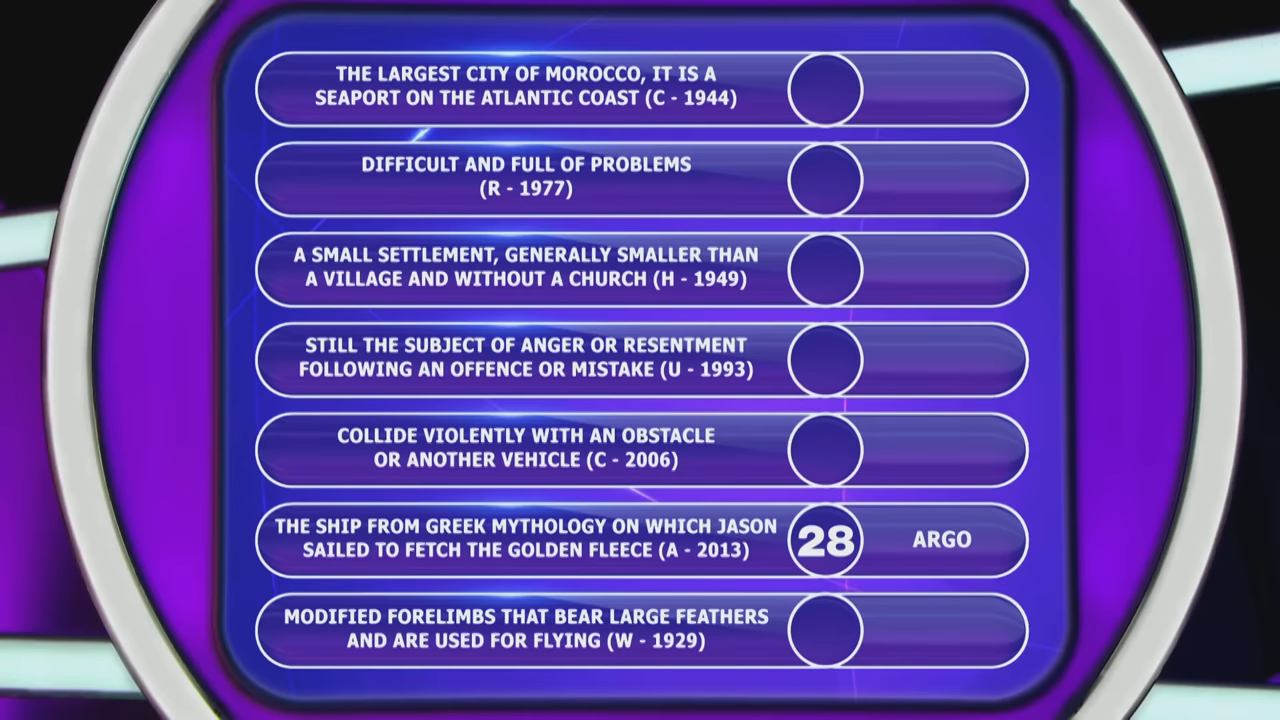 THE LARGEST CITY OF MOROCCO, IT IS A
SEAPORT ON THE ATLANTIC COAST (C - 1944)
DIFFICULT AND FULL OF PROBLEMS
(R - 1977)
A SMALL SETTLEMENT, GENERALLY SMALLER THAN
A VILLAGE AND WITHOUT A CHURCH (H - 1949)
STILL THE SUBJECT OF ANGER OR RESENTMENT
FOLLOWING AN OFFENCE OR MISTAKE (U - 1993)
COLLIDE VIOLENTLY WITH AN OBSTACLE
OR ANOTHER VEHICLE (C - 2006)
THE SHIP FROM GREEK MYTHOLOGY ON WHICH JASON
SAILED TO FETCH THE GOLDEN FLEECE (A - 2013)
28 ARGO
MODIFIED FORELIMBS THAT BEAR LARGE FEATHERS
AND ARE USED FOR FLYING (W - 1929)